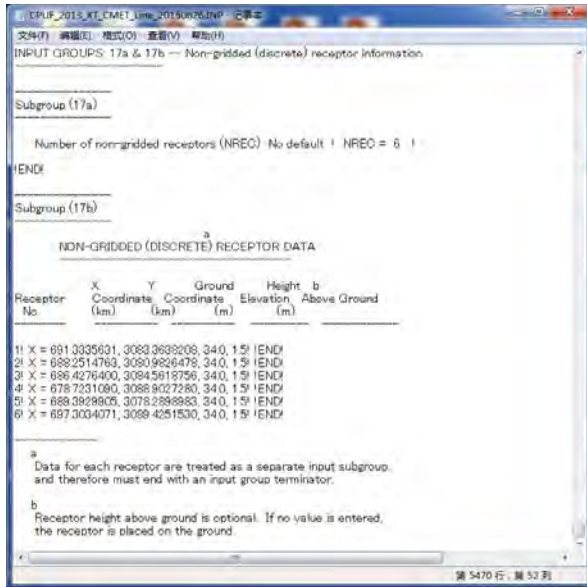 CPUF_2013_KT_CMET_Line_20150626.INP - 记事本
文件(F) 编辑(E) 格式(O) 查看(V) 帮助(H)
INPUT GROUPS: 17a & 17b -- Non-gridded (discrete) receptor information
Subgroup (17a)
Number of non-gridded receptors (NREC) No default ! NREC = 6 !
!END!
Subgroup (17b)
a
NON-GRIDDED (DISCRETE) RECEPTOR DATA
X Y Ground Height b
Receptor Coordinate Coordinate Elevation Above Ground
No. (km) (km) (m) (m)
1! X = 691.3335631, 3083.3638208, 34.0, 1.5! !END!
2! X = 688.2514763, 3080.9826478, 34.0, 1.5! !END!
3! X = 686.4276400, 3084.5618756, 34.0, 1.5! !END!
4! X = 678.7231090, 3088.9027280, 34.0, 1.5! !END!
5! X = 689.3929905, 3078.2898983, 34.0, 1.5! !END!
6! X = 697.3034071, 3089.4251530, 34.0, 1.5! !END!
a
Data for each receptor are treated as a separate input subgroup
and therefore must end with an input group terminator.
b
Receptor height above ground is optional. If no value is entered,
the receptor is placed on the ground.
第 5470 行，第 52 列